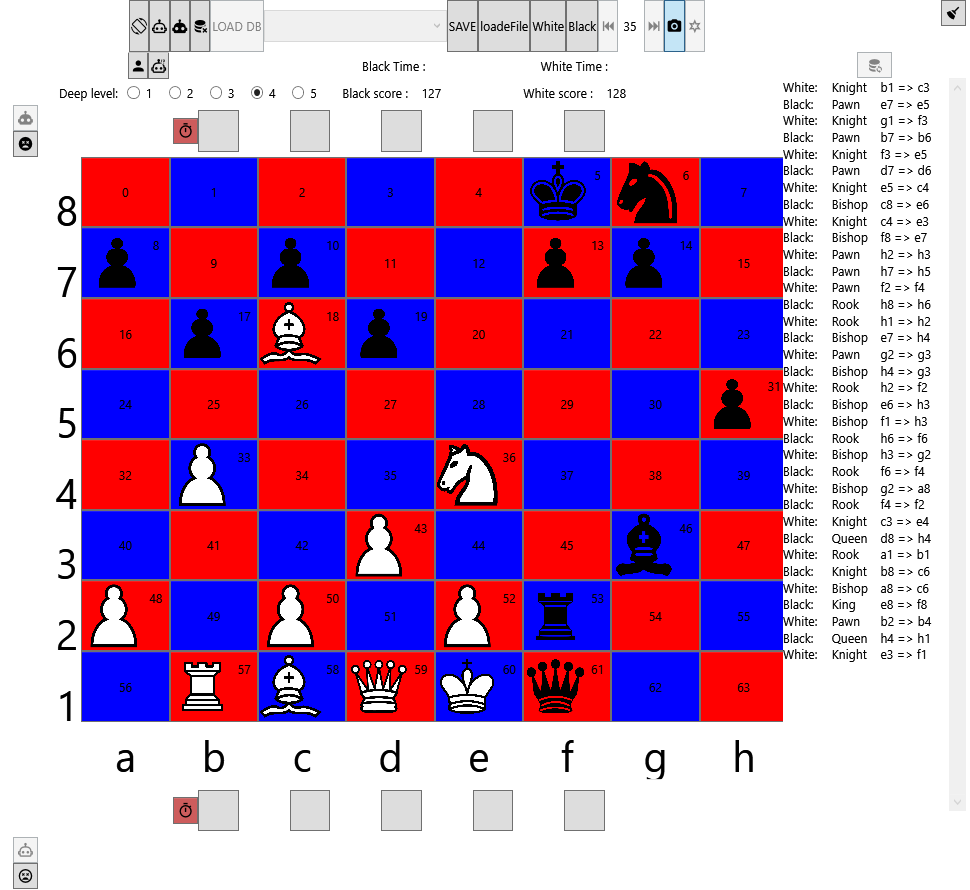 LOAD DB SAVE loadeFile White Black 35
Black Time : White Time :
Deep level: 1 2 3 4 5 Black score : 127 White score : 128
8 0 1 2 3 4 5 6 7
7 8 9 10 11 12 13 14 15
6 16 17 18 19 20 21 22 23
5 24 25 26 27 28 29 30 31
4 32 33 34 35 36 37 38 39
3 40 41 42 43 44 45 46 47
2 48 49 50 51 52 53 54 55
1 56 57 58 59 60 61 62 63
a b c d e f g h
White: Knight b1 => c3
Black: Pawn e7 => e5
White: Knight g1 => f3
Black: Pawn b7 => b6
White: Knight f3 => e5
Black: Pawn d7 => d6
White: Knight e5 => c4
Black: Bishop c8 => e6
White: Knight c4 => e3
Black: Bishop f8 => e7
White: Pawn h2 => h3
Black: Pawn h7 => h5
White: Pawn f2 => f4
Black: Rook h8 => h6
White: Rook h1 => h2
Black: Bishop e7 => h4
White: Pawn g2 => g3
Black: Bishop h4 => g3
White: Rook h2 => f2
Black: Bishop e6 => h3
White: Bishop f1 => h3
Black: Rook h6 => f6
White: Bishop h3 => g2
Black: Rook f6 => f4
White: Bishop g2 => a8
Black: Rook f4 => f2
White: Knight c3 => e4
Black: Queen d8 => h4
White: Rook a1 => b1
Black: Knight b8 => c6
White: Bishop a8 => c6
Black: King e8 => f8
White: Pawn b2 => b4
Black: Queen h4 => h1
White: Knight e3 => f1